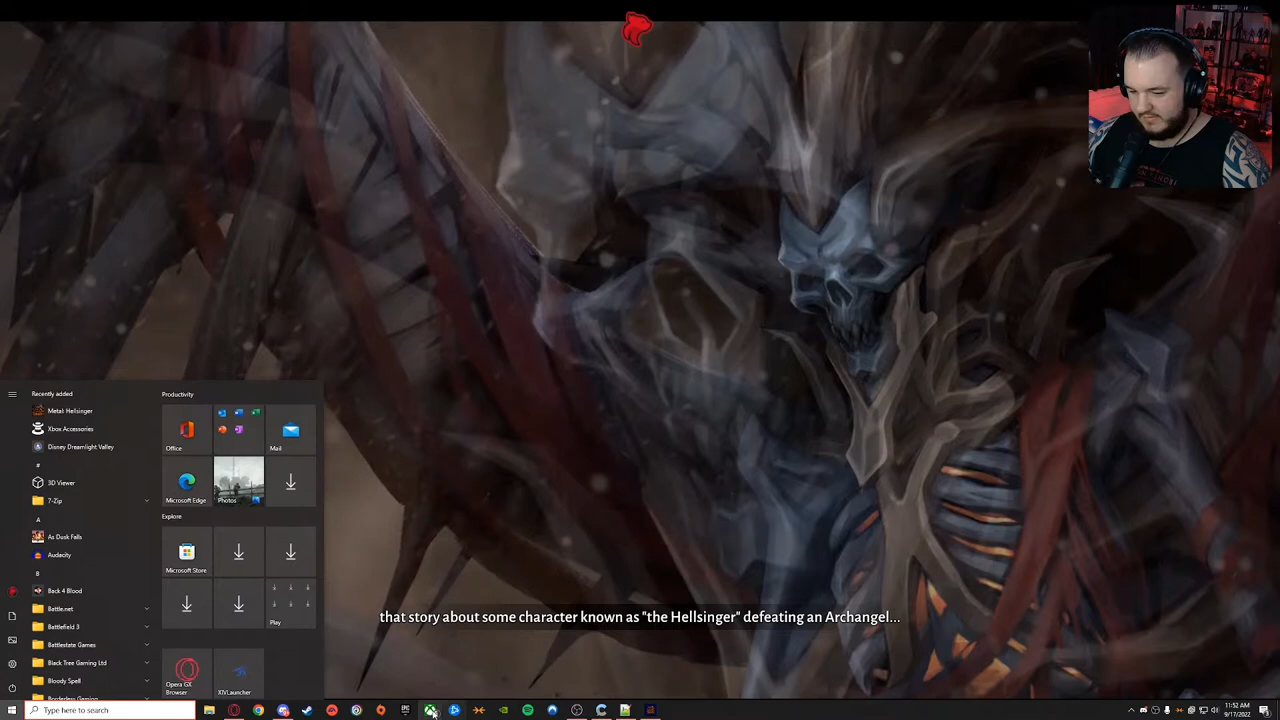 Recently added
Metal: Hellsinger
Xbox Accessories
Disney Dreamlight Valley
#
3D Viewer
7-Zip
A
As Dusk Falls
Audacity
B
Back 4 Blood
Battle.net
Battlefield 3
Battlestate Games
Black Tree Gaming Ltd
Bloody Spell
Borderless Gaming
Productivity
Office
Mail
Microsoft Edge
Photos
Explore
Microsoft Store
Play
Opera GX
Browser
XIVLauncher
that story about some character known as "the Hellsinger" defeating an Archangel...
Type here to search
11:52 AM
9/17/2022